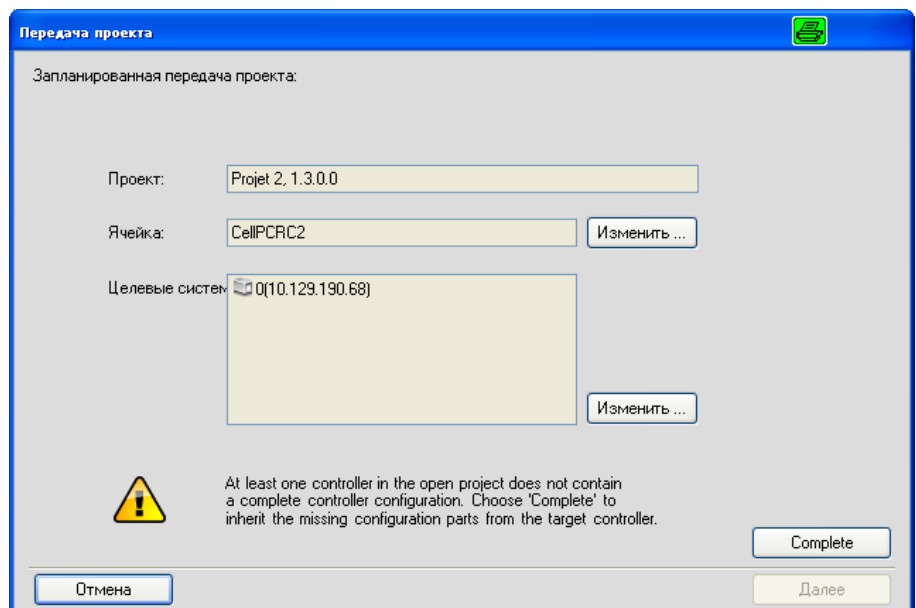 Передача проекта
Запланированная передача проекта:
Проект:
Projet 2, 1.3.0.0
Ячейка:
CellPCRC2
Изменить ...
Целевые систем
0(10.129.190.68)
Изменить ...
At least one controller in the open project does not contain
a complete controller configuration. Choose 'Complete' to
inherit the missing configuration parts from the target controller.
Complete
Отмена
Далее